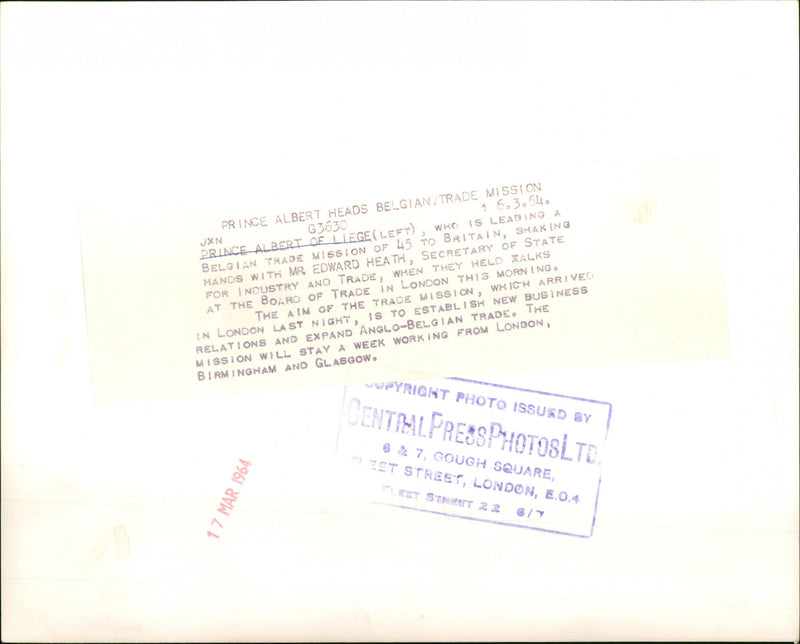 PRINCE ALBERT HEADS BELGIAN/TRADE MISSION
JXN G3630 1 6.3.64.
PRINCE ALBERT OF LIEGE (LEFT), WHO IS LEADING A
BELGIAN TRADE MISSION OF 45 TO BRITAIN, SHAKING
HANDS WITH MR. EDWARD HEATH, SECRETARY OF STATE
FOR INDUSTRY AND TRADE, WHEN THEY HELD XALKS
AT THE BOARD OF TRADE IN LONDON THIS MORNING.
THE AIM OF THE TRADE MISSION, WHICH ARRIVED
IN LONDON LAST NIGHT, IS TO ESTABLISH NEW BUSINESS
RELATIONS AND EXPAND ANGLO-BELGIAN TRADE. THE
MISSION WILL STAY A WEEK WORKING FROM LONDON,
BIRMINGHAM AND GLASGOW.
COPYRIGHT PHOTO ISSUED BY
CENTRAL PRESS PHOTOS LTD.
6 & 7, GOUGH SQUARE,
FLEET STREET, LONDON, E.C.4
FLEET STREET 22 6/7
17 MAR 1964